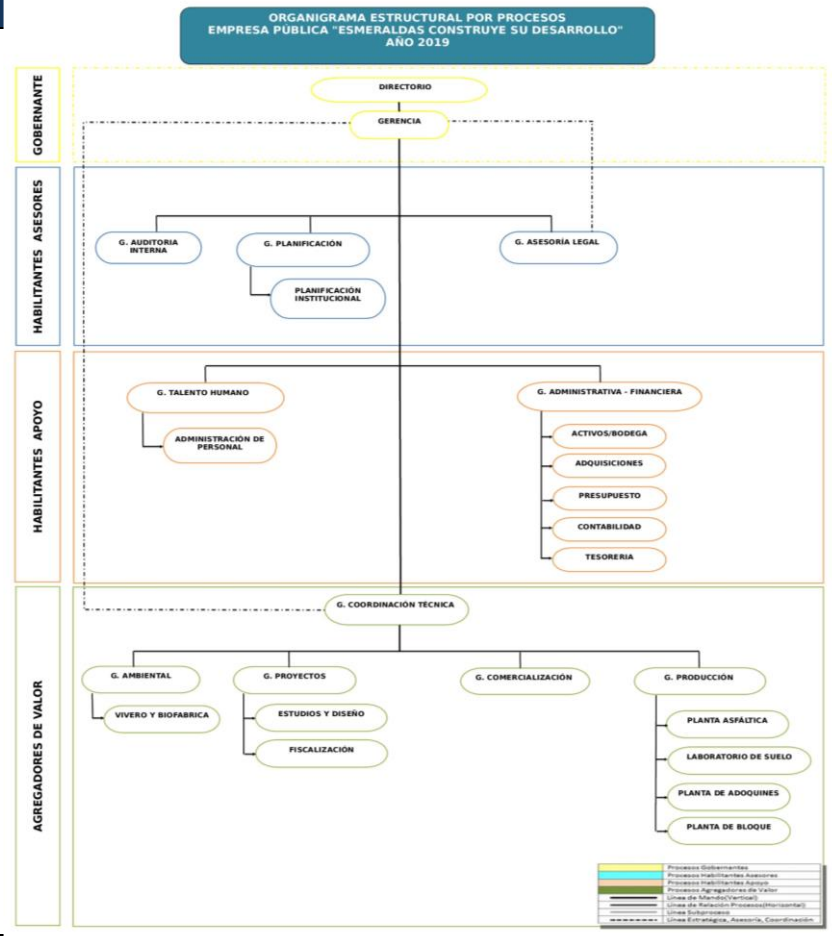 ORGANIGRAMA ESTRUCTURAL POR PROCESOS
EMPRESA PÚBLICA "ESMERALDAS CONSTRUYE SU DESARROLLO"
AÑO 2019
GOBERNANTE
DIRECTORIO
GERENCIA
HABILITANTES ASESORES
G. AUDITORIA
INTERNA
G. PLANIFICACIÓN
G. ASESORÍA LEGAL
PLANIFICACIÓN
INSTITUCIONAL
HABILITANTES APOYO
G. TALENTO HUMANO
ADMINISTRACIÓN DE
PERSONAL
G. ADMINISTRATIVA - FINANCIERA
ACTIVOS/BODEGA
ADQUISICIONES
PRESUPUESTO
CONTABILIDAD
TESORERIA
AGREGADORES DE VALOR
G. COORDINACIÓN TÉCNICA
G. AMBIENTAL
VIVERO Y BIOFABRICA
G. PROYECTOS
ESTUDIOS Y DISEÑO
FISCALIZACIÓN
G. COMERCIALIZACIÓN
G. PRODUCCIÓN
PLANTA ASFÁLTICA
LABORATORIO DE SUELO
PLANTA DE ADOQUINES
PLANTA DE BLOQUE
Procesos Gobernantes
Procesos Habilitantes Asesores
Procesos Habilitantes Apoyo
Procesos Agregadores de Valor
Línea de Mando(Vertical)
Línea de Relación Procesos(Horizontal)
Línea Subproceso
Línea Estratégica, Asesoría, Coordinación